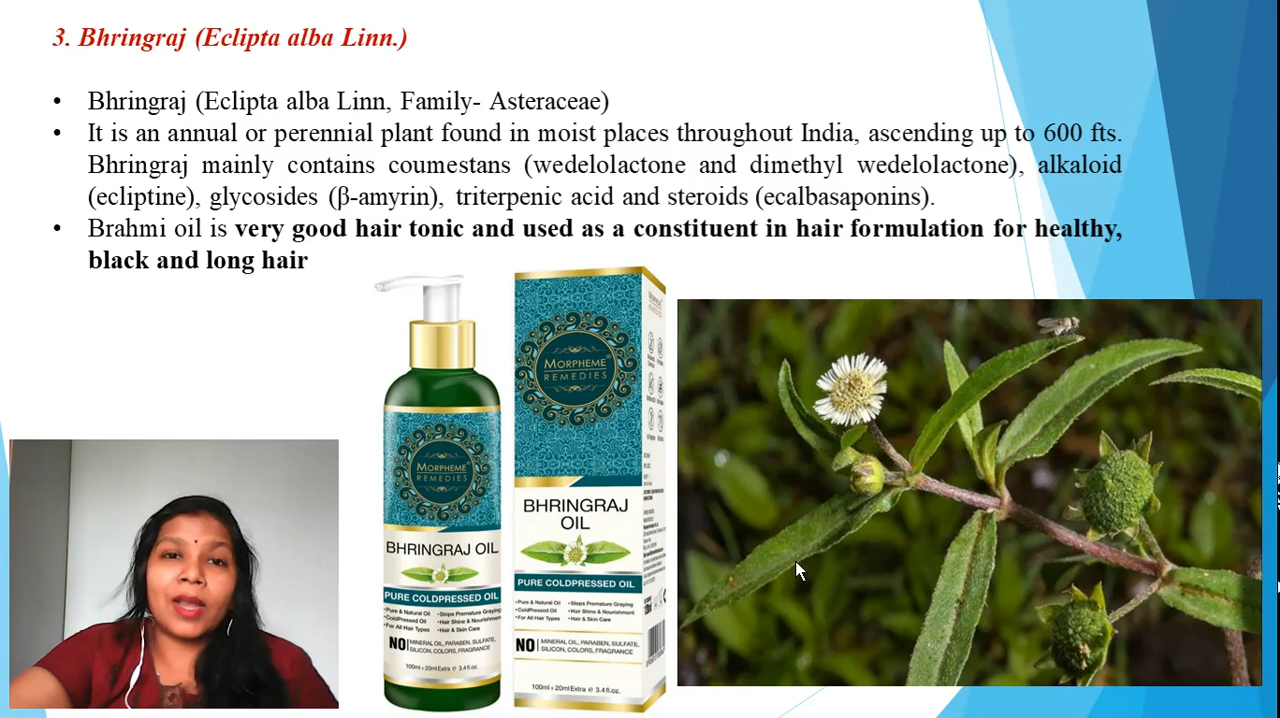 3. Bhringraj (Eclipta alba Linn.)
• Bhringraj (Eclipta alba Linn, Family- Asteraceae)
• It is an annual or perennial plant found in moist places throughout India, ascending up to 600 fts.
Bhringraj mainly contains coumestans (wedelolactone and dimethyl wedelolactone), alkaloid
(ecliptine), glycosides (β-amyrin), triterpenic acid and steroids (ecalbasaponins).
• Brahmi oil is very good hair tonic and used as a constituent in hair formulation for healthy,
black and long hair
MORPHEME
REMEDIES
BHRINGRAJ OIL
PURE COLDPRESSED OIL
•Pure & Natural Oil •Stops Premature Graying
•ColdPressed Oil •Hair Shine & Nourishment
•For All Hair Types •Hair & Skin Care
NO MINERAL OIL, PARABEN, SULFATE,
SILICON, COLORS, FRAGRANCE
100ml + 20ml Extra e 3.4 fl.oz.
MORPHEME
REMEDIES
BHRINGRAJ
OIL
PURE COLDPRESSED OIL
•Pure & Natural Oil •Stops Premature Graying
•ColdPressed Oil •Hair Shine & Nourishment
•For All Hair Types •Hair & Skin Care
NO MINERAL OIL, PARABEN, SULFATE,
SILICON, COLORS, FRAGRANCE
100ml + 20ml Extra e 3.4 fl.oz.
MORPHEME
REMEDIES